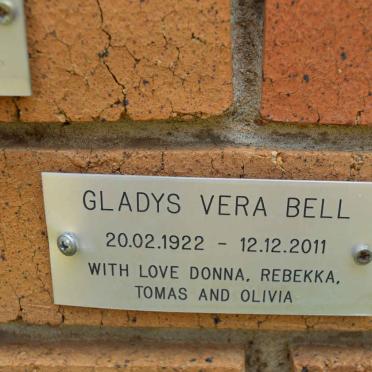 GLADYS VERA BELL
20.02.1922 - 12.12.2011
WITH LOVE DONNA, REBEKKA,
TOMAS AND OLIVIA